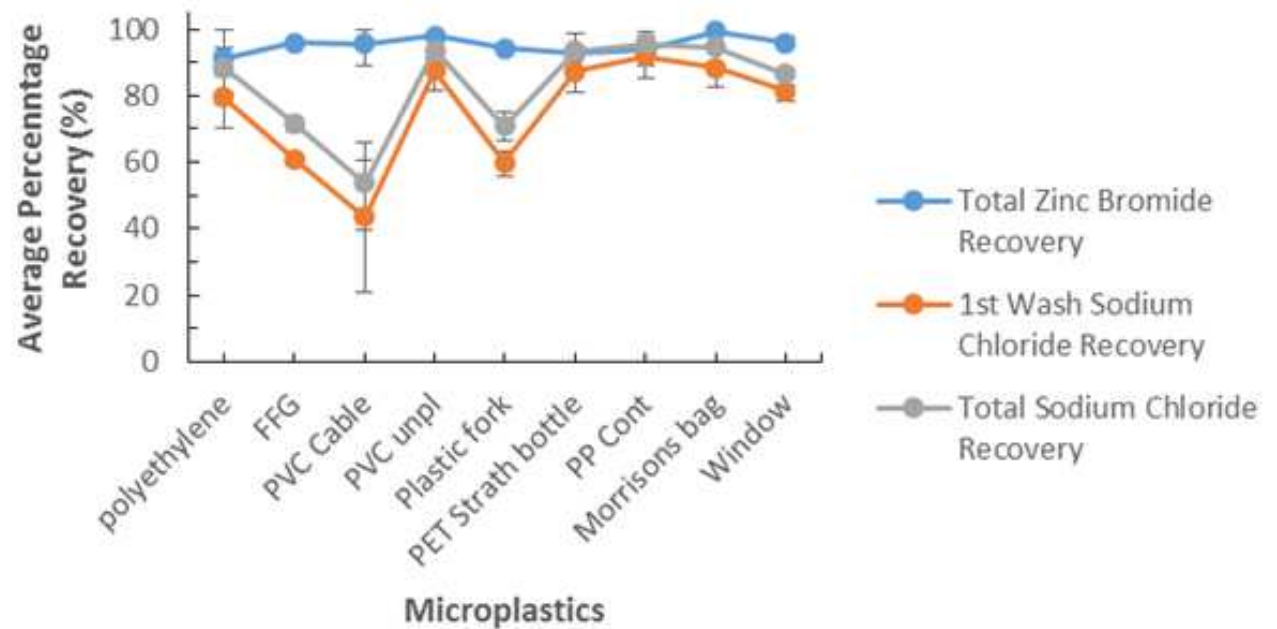 Average Percenntage
Recovery (%)
100
80
60
40
20
0
polyethylene
FFG
PVC Cable
PVC unpl
Plastic fork
PET Strath bottle
PP Cont
Morrisons bag
Window
Microplastics
Total Zinc Bromide
Recovery
1st Wash Sodium
Chloride Recovery
Total Sodium Chloride
Recovery